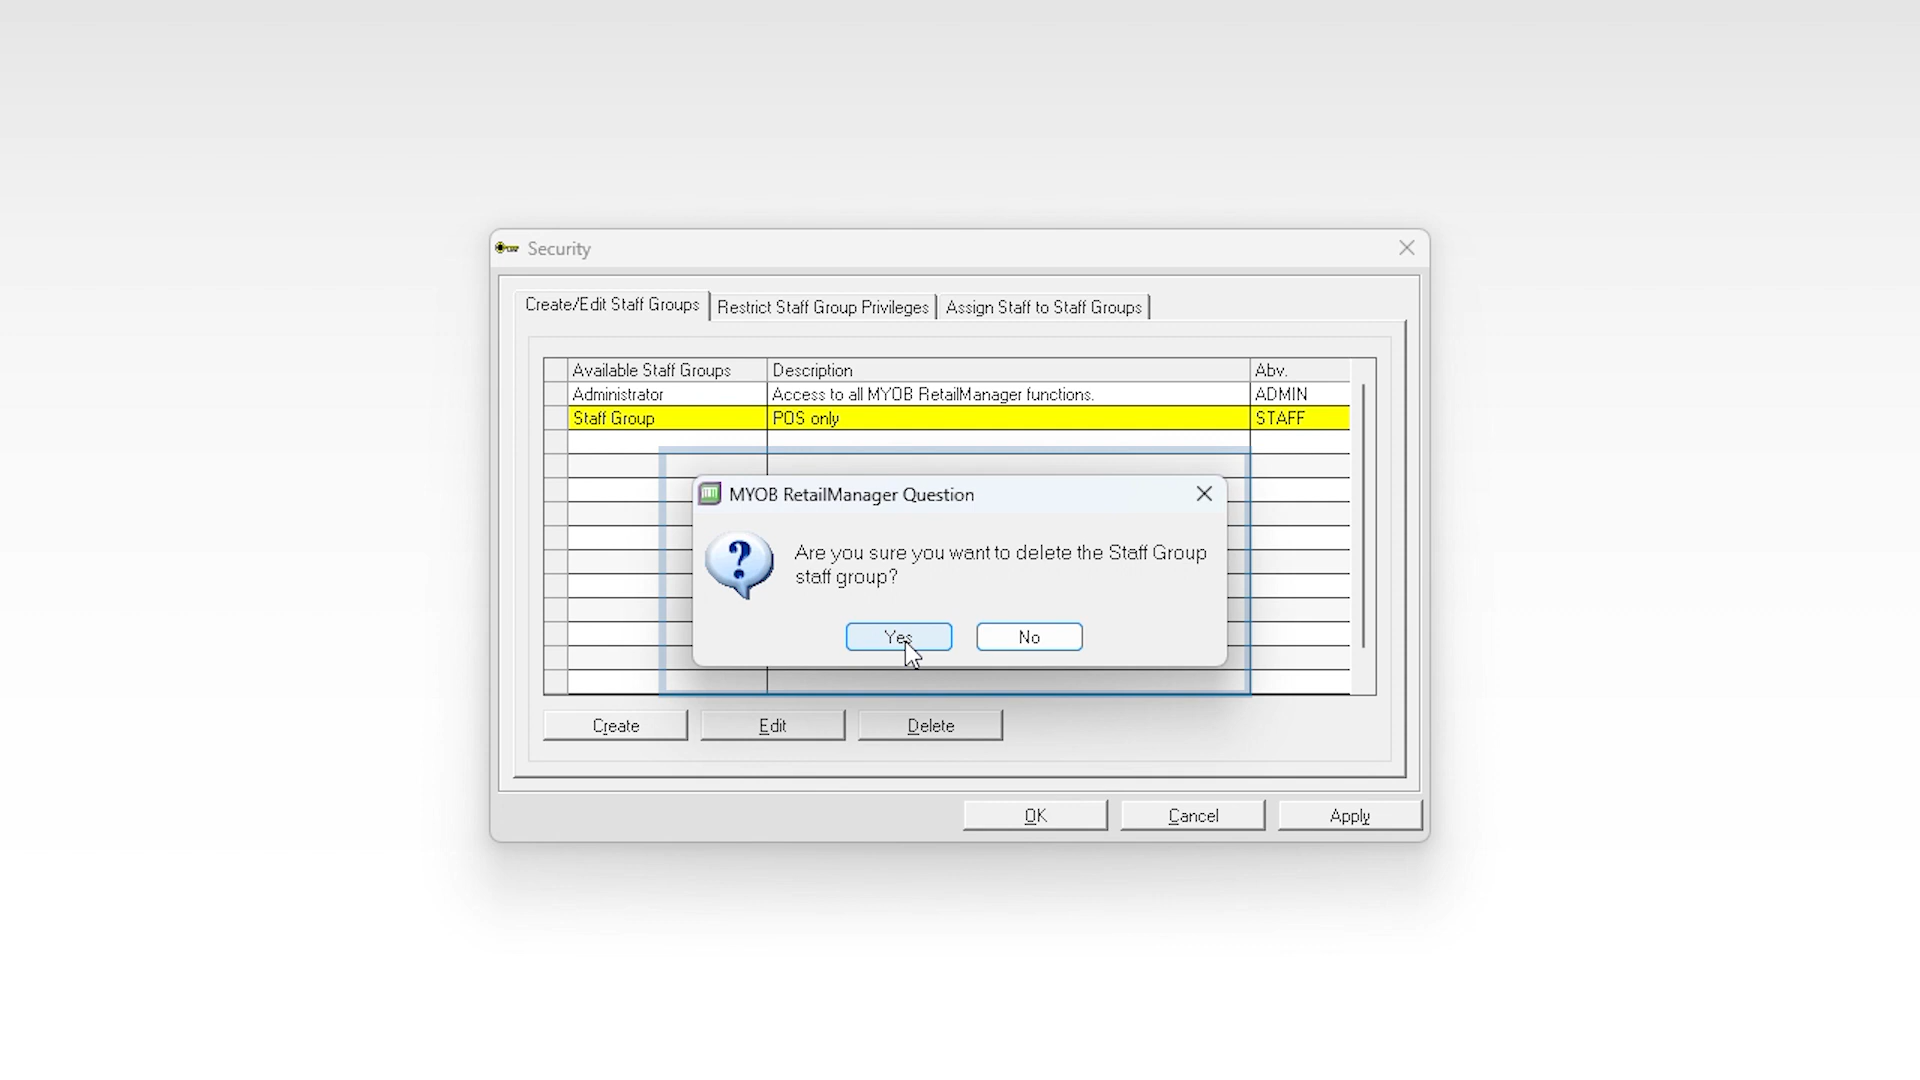 Security
Create/Edit Staff Groups Restrict Staff Group Privileges Assign Staff to Staff Groups
Available Staff Groups Description Abv.
Administrator Access to all MYOB RetailManager functions. ADMIN
Staff Group POS only STAFF
MYOB RetailManager Question
Are you sure you want to delete the Staff Group
staff group?
Yes No
Create Edit Delete
OK Cancel Apply